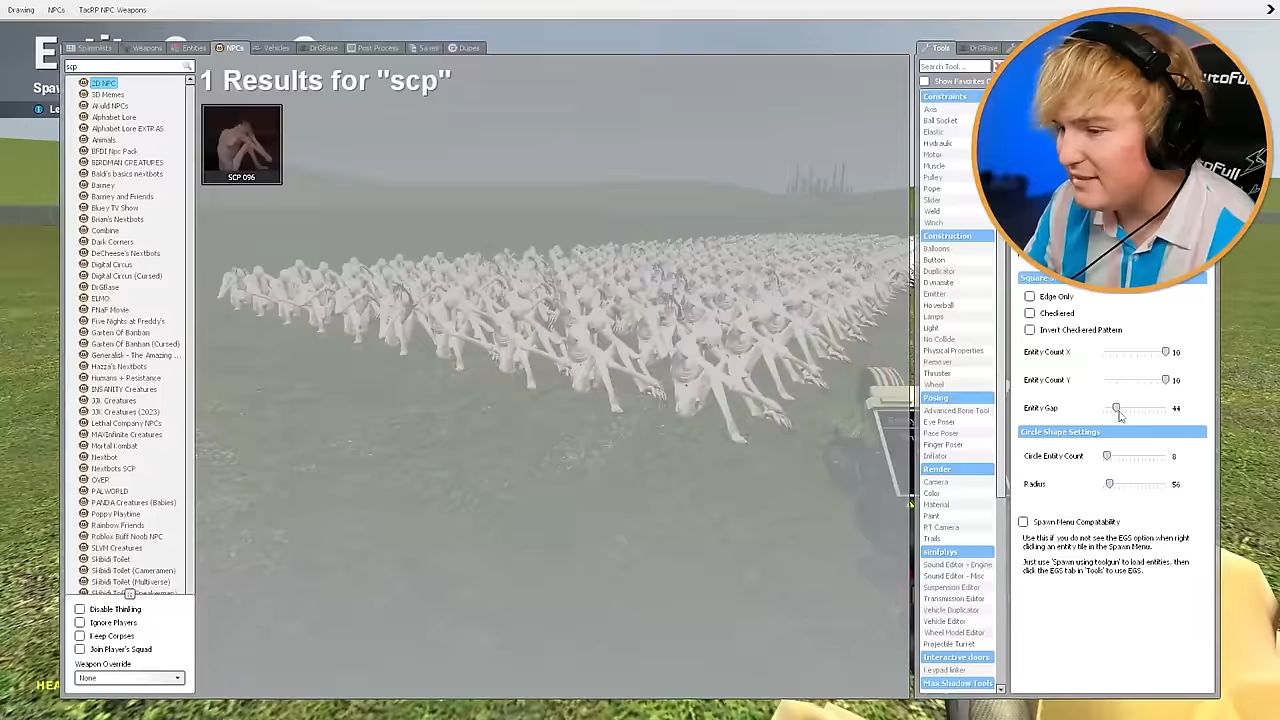 Drawing NPCs TacRP NPC Weapons
Spawnlists Weapons Entities NPCs Vehicles DrGBase Post Process Saves Dupes
scp
1 Results for "scp"
SCP 096
2D NPC
3D Memes
AI uld NPCs
Alphabet Lore
Alphabet Lore EXTRAS
Animals
BFDI Npc Pack
BIRDMAN CREATURES
Baldi's basics nextbots
Barney
Barney and Friends
Bluey TV Show
Brian's Nextbots
Combine
Dark Corners
DeCheese's Nextbots
Digital Circus
Digital Circus (Cursed)
DrGBase
ELMO
FNaF Movie
Five Nights at Freddy's
Garten Of Banban
Garten Of Banban (Cursed)
Generalisk - The Amazing ...
Hazza's Nextbots
Humans + Resistance
INSANITY Creatures
JJL Creatures
JJL Creatures (2023)
Lethal Company NPCs
MAXInfinite Creatures
Mortal Kombat
Nextbot
Nextbots SCP
OVER
PALWORLD
PANDA Creatures (Babies)
Poppy Playtime
Rainbow Friends
Roblox Buff Noob NPC
SLVM Creatures
Skibidi Toilet
Skibidi Toilet (Cameramen)
Skibidi Toilet (Multiverse)
Disable Thinking
Ignore Players
Keep Corpses
Join Player's Squad
Weapon Override
None
Tools DrGBase
Search Tool...
Show Favorites
Constraints
Axis
Ball Socket
Elastic
Hydraulic
Motor
Muscle
Pulley
Rope
Slider
Weld
Winch
Construction
Balloons
Button
Duplicator
Dynamite
Emitter
Hoverball
Lamps
Light
No Collide
Physical Properties
Remover
Thruster
Wheel
Posing
Advanced Bone Tool
Eye Poser
Face Poser
Finger Poser
Inflator
Render
Camera
Color
Material
Paint
RT Camera
Trails
simfphys
Sound Editor - Engine
Sound Editor - Misc
Suspension Editor
Transmission Editor
Vehicle Duplicator
Vehicle Editor
Wheel Model Editor
Projectile Turret
Interactive doors
Keypad linker
Max Shadow Tools
Square
Edge Only
Checkered
Invert Checkered Pattern
Entity Count X 10
Entity Count Y 10
Entity Gap 44
Circle Shape Settings
Circle Entity Count 8
Radius 56
Spawn Menu Compatability
Use this if you do not see the EGS option when right
clicking an entity tile in the Spawn Menu.
Just use 'Spawn using toolgun' to load entities, then
click the EGS tab in 'Tools' to use EGS.
AutoFull